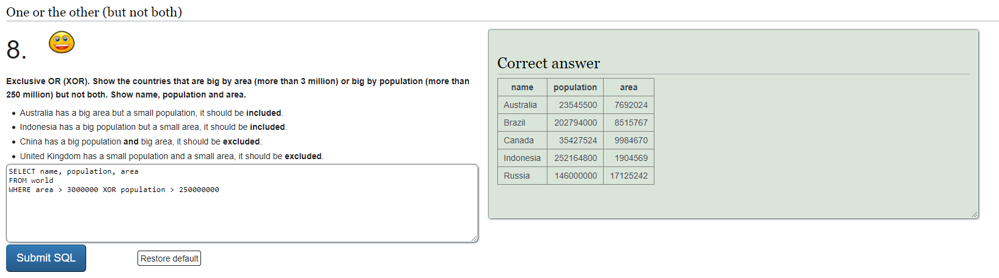 One or the other (but not both)
8.
Exclusive OR (XOR). Show the countries that are big by area (more than 3 million) or big by population (more than
250 million) but not both. Show name, population and area.
• Australia has a big area but a small population, it should be included.
• Indonesia has a big population but a small area, it should be included.
• China has a big population and big area, it should be excluded.
• United Kingdom has a small population and a small area, it should be excluded.
SELECT name, population, area
FROM world
WHERE area > 3000000 XOR population > 250000000
Submit SQL
Restore default
Correct answer
name population area
Australia 23545500 7692024
Brazil 202794000 8515767
Canada 35427524 9984670
Indonesia 252164800 1904569
Russia 146000000 17125242